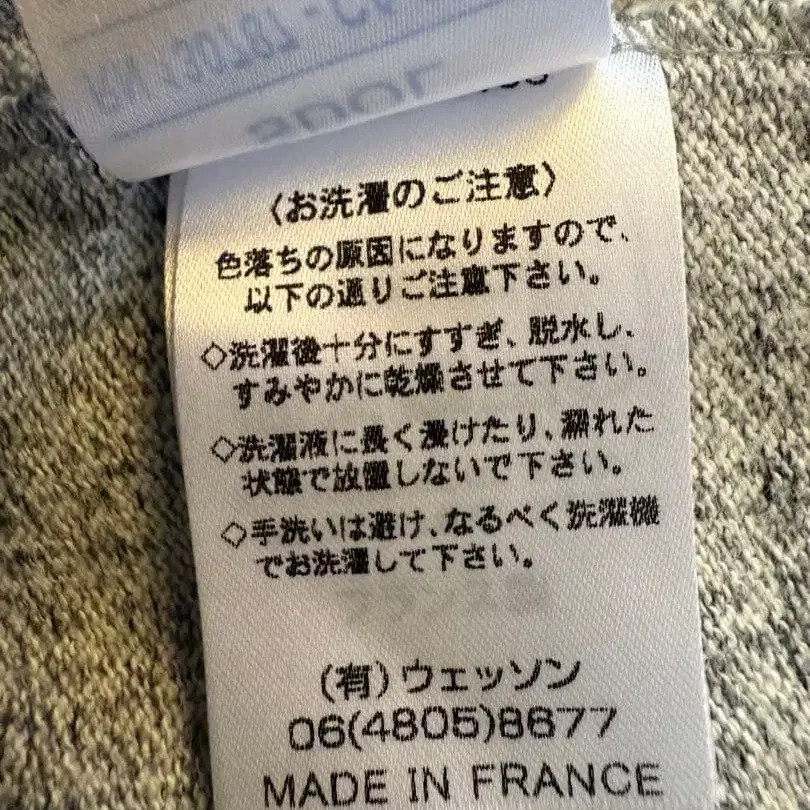 〈お洗濯のご注意〉
色落ちの原因になりますので、
以下の通りご注意下さい。
◇洗濯後十分にすすぎ、脱水し、
すみやかに乾燥させて下さい。
◇洗濯液に長く浸けたり、濡れた
状態で放置しないで下さい。
◇手洗いは避け、なるべく洗濯機
でお洗濯して下さい。
(有)ウェッソン
06(4805)8677
MADE IN FRANCE